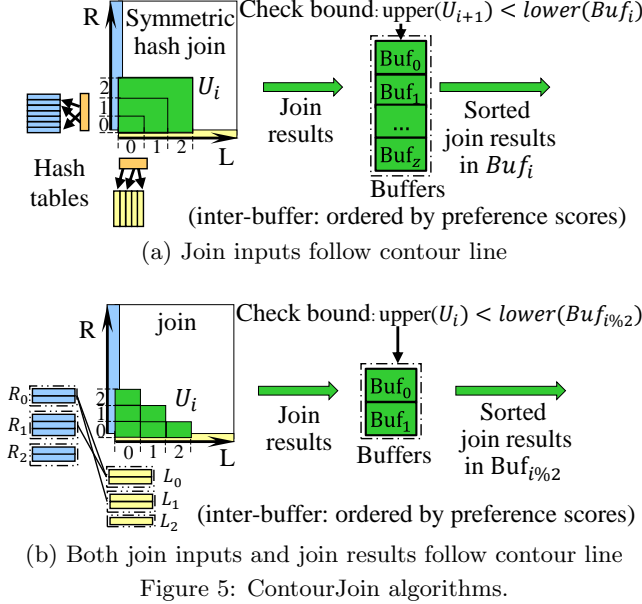 Check bound: upper(U_{i+1}) < lower(Buf_i)
R
Symmetric
hash join
U_i
2
1
0
0 1 2
L
Hash
tables
Join
results
Buf_0
Buf_1
...
Buf_z
Buffers
Sorted
join results
in Buf_i
(inter-buffer: ordered by preference scores)
(a) Join inputs follow contour line
Check bound: upper(U_i) < lower(Buf_{i%2})
R
join
U_i
2
1
0
0 1 2
L
R_0
R_1
R_2
L_0
L_1
L_2
Join
results
Buf_0
Buf_1
Buffers
Sorted
join results
in Buf_{i%2}
(inter-buffer: ordered by preference scores)
(b) Both join inputs and join results follow contour line
Figure 5: ContourJoin algorithms.